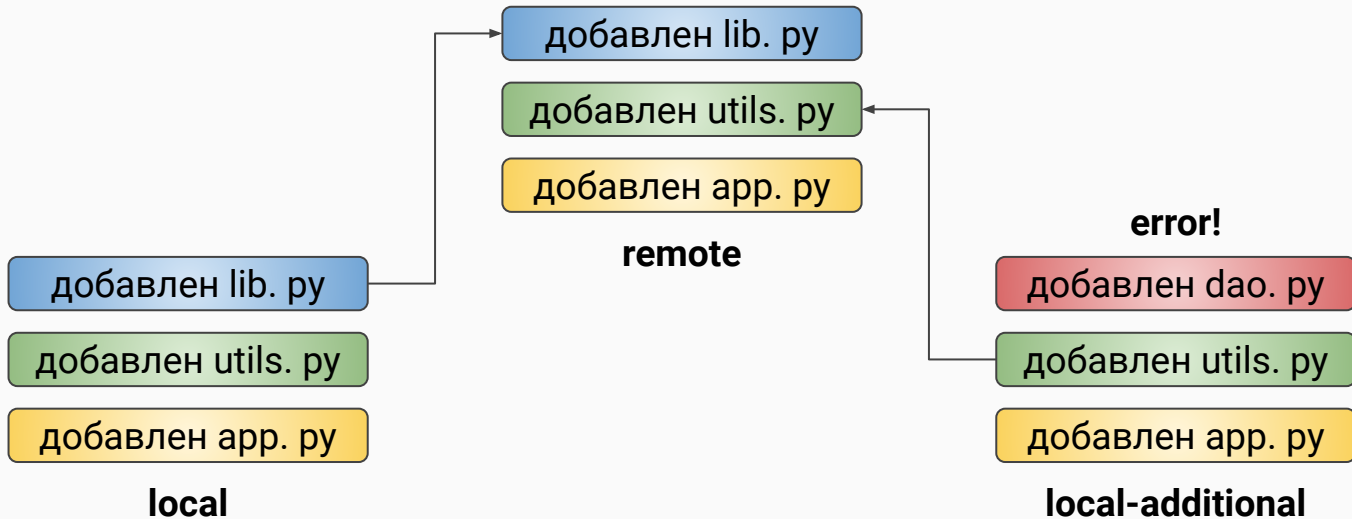 добавлен lib. py
добавлен utils. py
добавлен app. py
remote
добавлен lib. py
добавлен utils. py
добавлен app. py
local
error!
добавлен dao. py
добавлен utils. py
добавлен app. py
local-additional